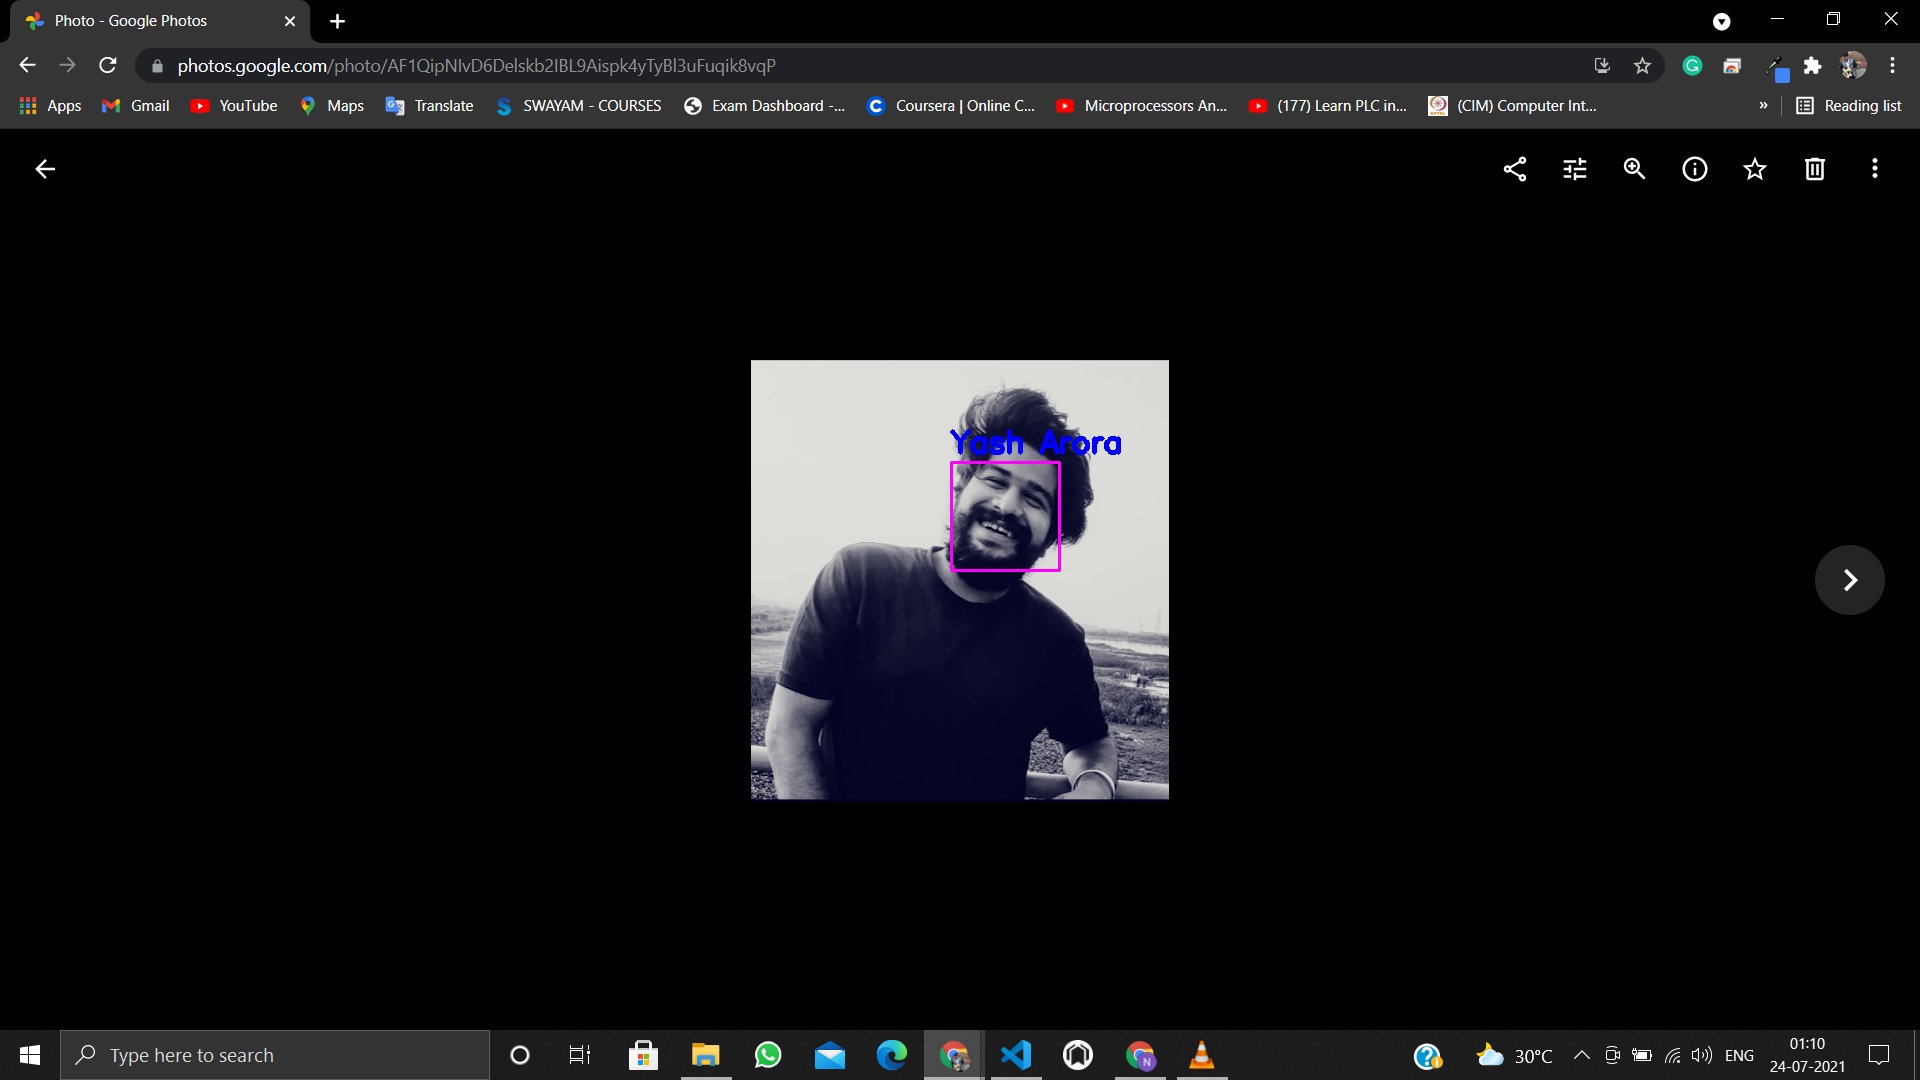 Photo - Google Photos
photos.google.com/photo/AF1QipNIvD6Delskb2IBL9Aispk4yTyBl3uFuqik8vqP
Apps Gmail YouTube Maps Translate SWAYAM - COURSES Exam Dashboard -... Coursera | Online C... Microprocessors An... (177) Learn PLC in... (CIM) Computer Int... » Reading list
Yash Arora
Type here to search
30°C ENG
01:10
24-07-2021